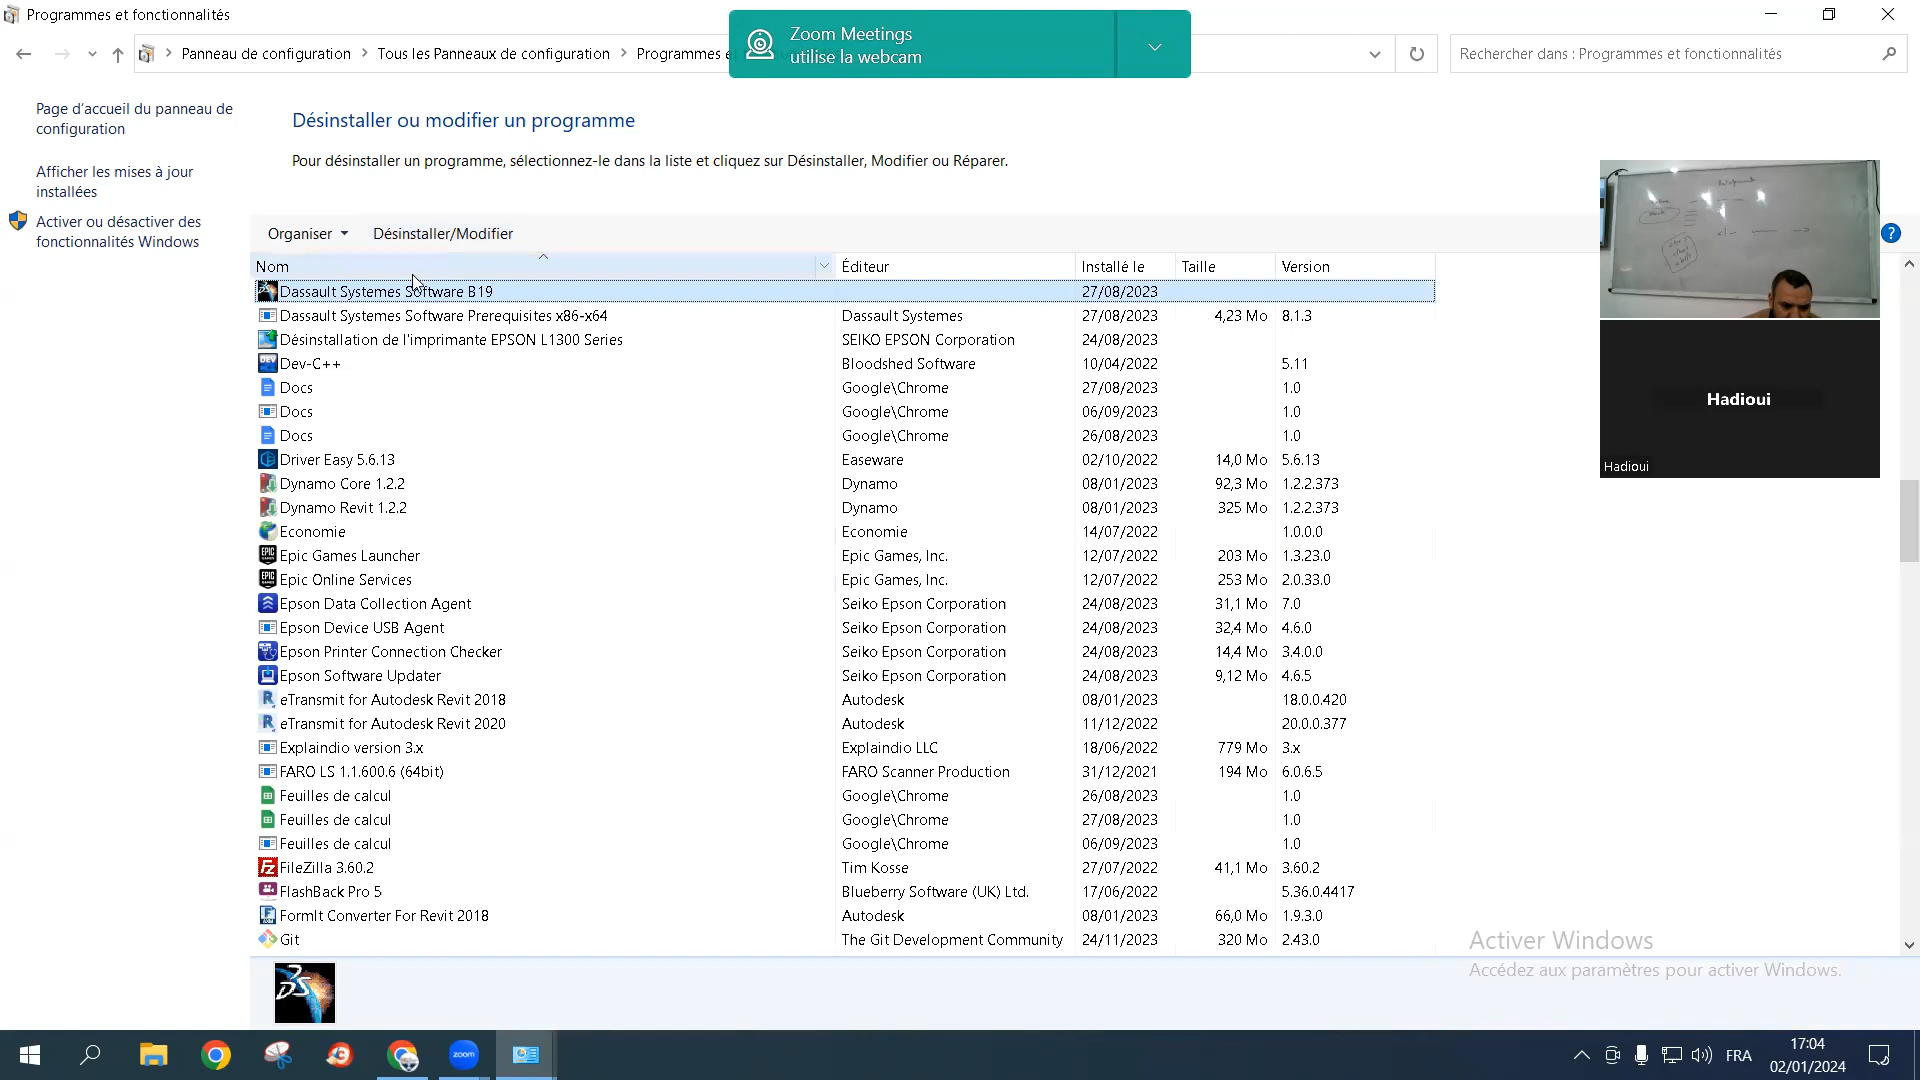 Programmes et fonctionnalités
Zoom Meetings
utilise la webcam
Panneau de configuration > Tous les Panneaux de configuration > Programmes e
Rechercher dans : Programmes et fonctionnalités
Page d'accueil du panneau de
configuration
Afficher les mises à jour
installées
Activer ou désactiver des
fonctionnalités Windows
Désinstaller ou modifier un programme
Pour désinstaller un programme, sélectionnez-le dans la liste et cliquez sur Désinstaller, Modifier ou Réparer.
Organiser Désinstaller/Modifier
Nom Éditeur Installé le Taille Version
Dassault Systemes Software B19 27/08/2023
Dassault Systemes Software Prerequisites x86-x64 Dassault Systemes 27/08/2023 4,23 Mo 8.1.3
Désinstallation de l'imprimante EPSON L1300 Series SEIKO EPSON Corporation 24/08/2023
Dev-C++ Bloodshed Software 10/04/2022 5.11
Docs Google\Chrome 27/08/2023 1.0
Docs Google\Chrome 06/09/2023 1.0
Docs Google\Chrome 26/08/2023 1.0
Driver Easy 5.6.13 Easeware 02/10/2022 14,0 Mo 5.6.13
Dynamo Core 1.2.2 Dynamo 08/01/2023 92,3 Mo 1.2.2.373
Dynamo Revit 1.2.2 Dynamo 08/01/2023 325 Mo 1.2.2.373
Economie Economie 14/07/2022 1.0.0.0
Epic Games Launcher Epic Games, Inc. 12/07/2022 203 Mo 1.3.23.0
Epic Online Services Epic Games, Inc. 12/07/2022 253 Mo 2.0.33.0
Epson Data Collection Agent Seiko Epson Corporation 24/08/2023 31,1 Mo 7.0
Epson Device USB Agent Seiko Epson Corporation 24/08/2023 32,4 Mo 4.6.0
Epson Printer Connection Checker Seiko Epson Corporation 24/08/2023 14,4 Mo 3.4.0.0
Epson Software Updater Seiko Epson Corporation 24/08/2023 9,12 Mo 4.6.5
eTransmit for Autodesk Revit 2018 Autodesk 08/01/2023 18.0.0.420
eTransmit for Autodesk Revit 2020 Autodesk 11/12/2022 20.0.0.377
Explaindio version 3.x Explaindio LLC 18/06/2022 779 Mo 3.x
FARO LS 1.1.600.6 (64bit) FARO Scanner Production 31/12/2021 194 Mo 6.0.6.5
Feuilles de calcul Google\Chrome 26/08/2023 1.0
Feuilles de calcul Google\Chrome 27/08/2023 1.0
Feuilles de calcul Google\Chrome 06/09/2023 1.0
FileZilla 3.60.2 Tim Kosse 27/07/2022 41,1 Mo 3.60.2
FlashBack Pro 5 Blueberry Software (UK) Ltd. 17/06/2022 5.36.0.4417
FormIt Converter For Revit 2018 Autodesk 08/01/2023 66,0 Mo 1.9.3.0
Git The Git Development Community 24/11/2023 320 Mo 2.43.0
Hadioui
Hadioui
Activer Windows
Accédez aux paramètres pour activer Windows.
zoom
FRA
17:04
02/01/2024